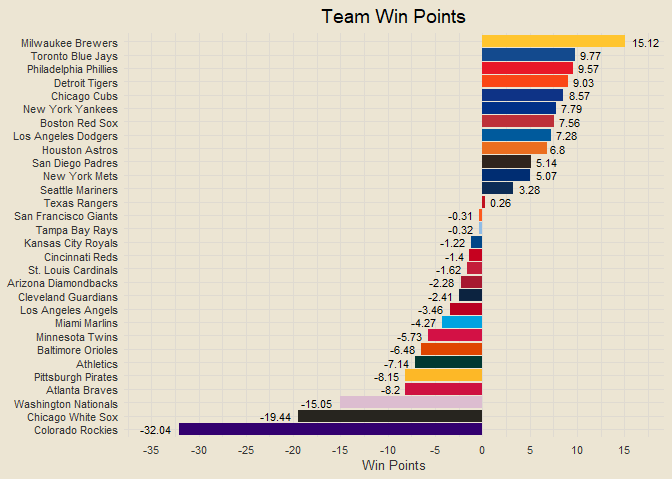 Team Win Points
Milwaukee Brewers 15.12
Toronto Blue Jays 9.77
Philadelphia Phillies 9.57
Detroit Tigers 9.03
Chicago Cubs 8.57
New York Yankees 7.79
Boston Red Sox 7.56
Los Angeles Dodgers 7.28
Houston Astros 6.8
San Diego Padres 5.14
New York Mets 5.07
Seattle Mariners 3.28
Texas Rangers 0.26
San Francisco Giants -0.31
Tampa Bay Rays -0.32
Kansas City Royals -1.22
Cincinnati Reds -1.4
St. Louis Cardinals -1.62
Arizona Diamondbacks -2.28
Cleveland Guardians -2.41
Los Angeles Angels -3.46
Miami Marlins -4.27
Minnesota Twins -5.73
Baltimore Orioles -6.48
Athletics -7.14
Pittsburgh Pirates -8.15
Atlanta Braves -8.2
Washington Nationals -15.05
Chicago White Sox -19.44
Colorado Rockies -32.04
-35 -30 -25 -20 -15 -10 -5 0 5 10 15
Win Points